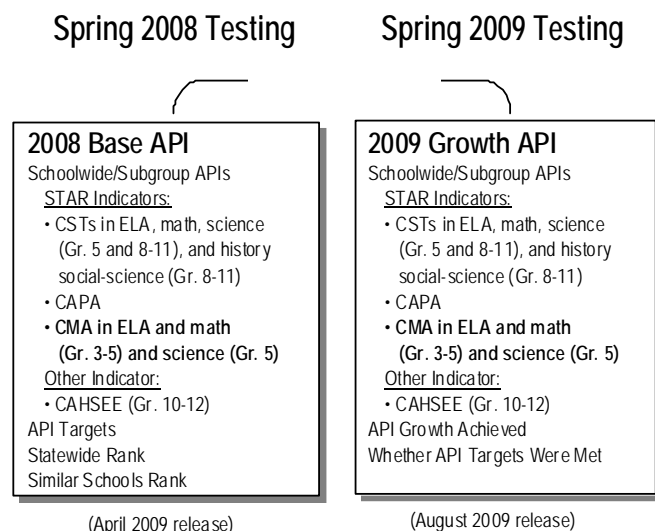 Spring 2008 Testing
Spring 2009 Testing
2008 Base API
Schoolwide/Subgroup APIs
STAR Indicators:
• CSTs in ELA, math, science
(Gr. 5 and 8-11), and history
social-science (Gr. 8-11)
• CAPA
• CMA in ELA and math
(Gr. 3-5) and science (Gr. 5)
Other Indicator:
• CAHSEE (Gr. 10-12)
API Targets
Statewide Rank
Similar Schools Rank
(April 2009 release)
2009 Growth API
Schoolwide/Subgroup APIs
STAR Indicators:
• CSTs in ELA, math, science
(Gr. 5 and 8-11), and history
social-science (Gr. 8-11)
• CAPA
• CMA in ELA and math
(Gr. 3-5) and science (Gr. 5)
Other Indicator:
• CAHSEE (Gr. 10-12)
API Growth Achieved
Whether API Targets Were Met
(August 2009 release)